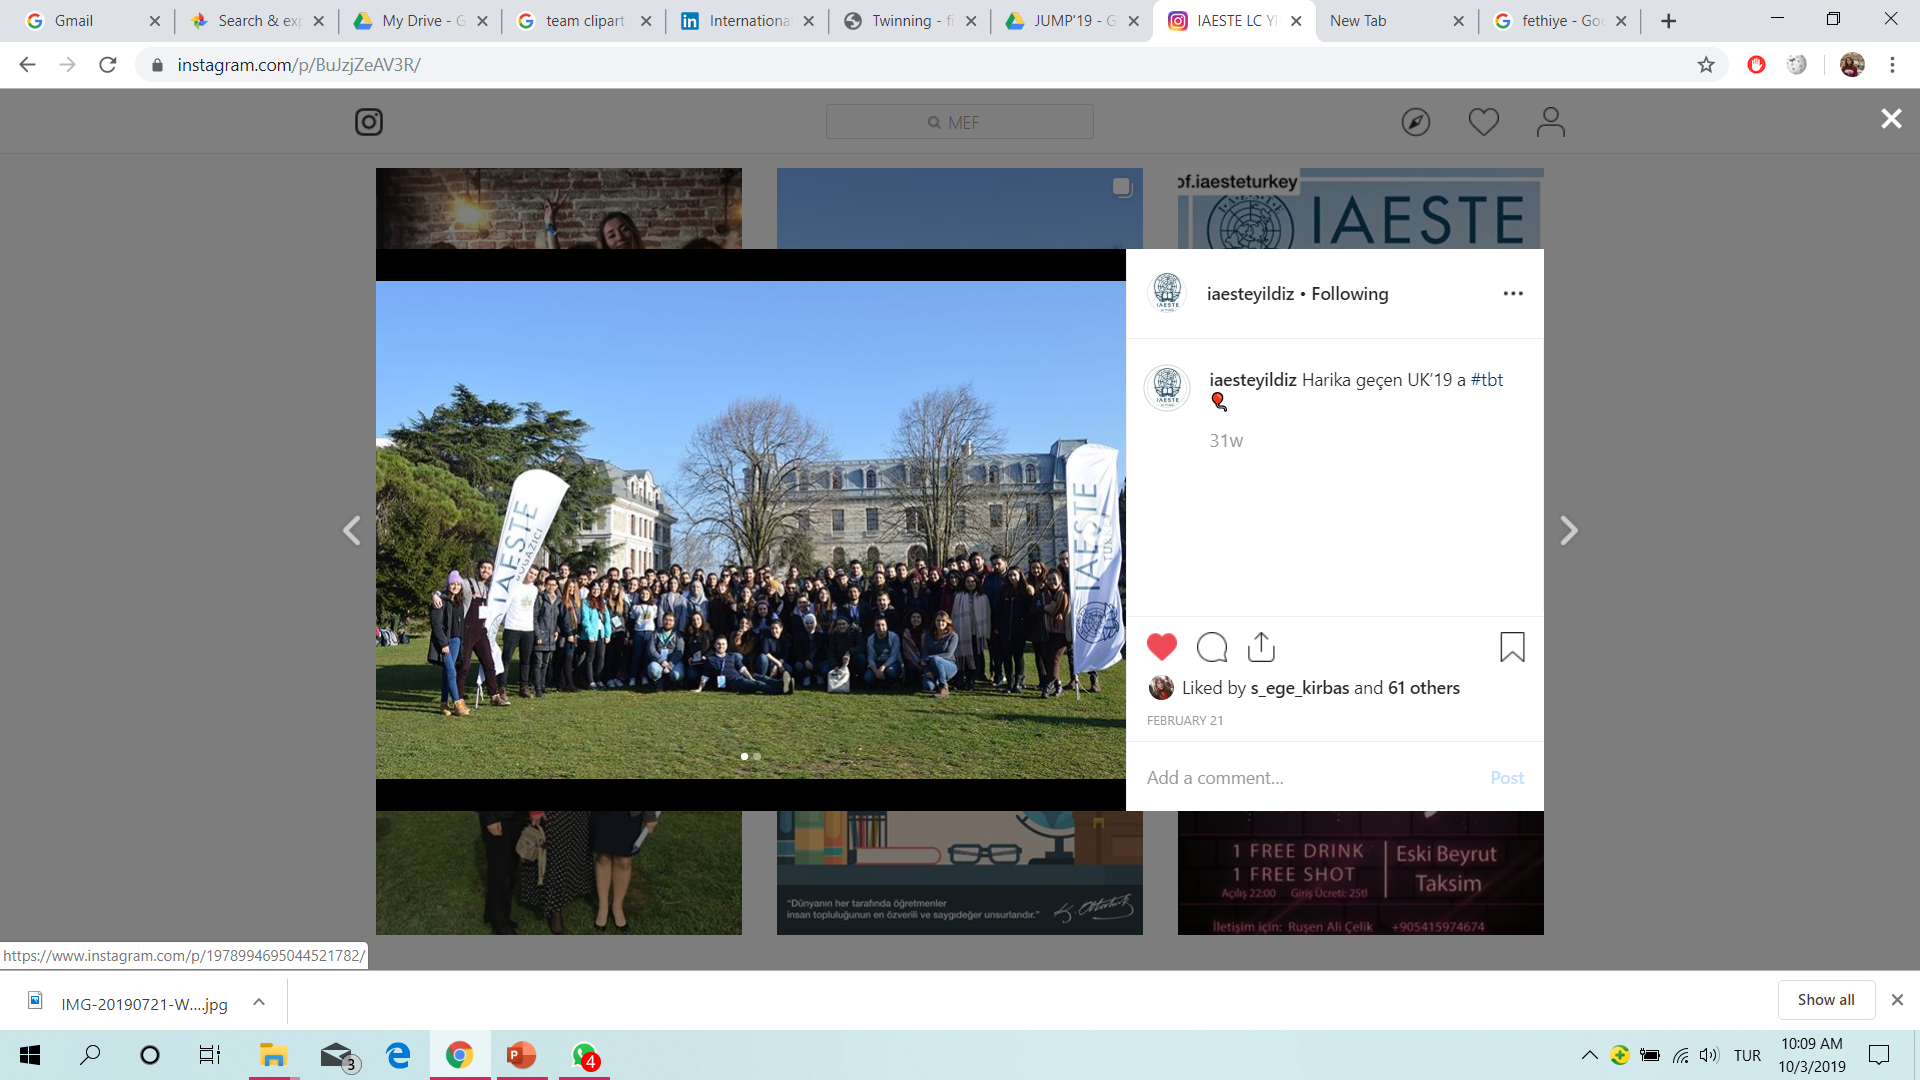 Gmail
Search & ex
My Drive - G
team clipart
Internationa
Twinning - fi
JUMP'19 - G
IAESTE LC YI
New Tab
fethiye - Goo
instagram.com/p/BuJzjZeAV3R/
MEF
of.iaesteturkey
IAESTE
iaesteyildiz • Following
iaesteyildiz Harika geçen UK'19 a #tbt
31w
IAESTE
BOĞAZİÇİ
IAESTE
Liked by s_ege_kirbas and 61 others
FEBRUARY 21
Add a comment...
Post
1 FREE DRINK
1 FREE SHOT
Eski Beyrut
Taksim
Açılış 22:00 Giriş Ücreti: 25tl
İletişim için: Ruşen Ali Çelik +905415974674
"Dünyanın her tarafında öğretmenler
insan topluluğunun en özverili ve saygıdeğer unsurlarıdır."
https://www.instagram.com/p/1978994695044521782/
IMG-20190721-W....jpg
Show all
3
4
TUR
10:09 AM
10/3/2019